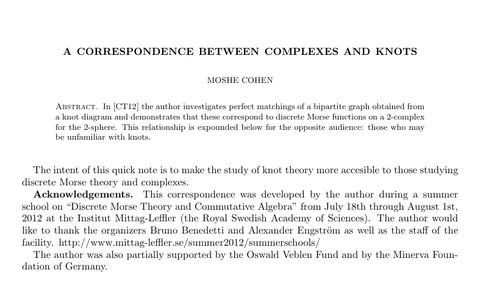 A CORRESPONDENCE BETWEEN COMPLEXES AND KNOTS
MOSHE COHEN
Abstract. In [CT12] the author investigates perfect matchings of a bipartite graph obtained from
a knot diagram and demonstrates that these correspond to discrete Morse functions on a 2-complex
for the 2-sphere. This relationship is expounded below for the opposite audience: those who may
be unfamiliar with knots.
The intent of this quick note is to make the study of knot theory more accesible to those studying
discrete Morse theory and complexes.
Acknowledgements. This correspondence was developed by the author during a summer
school on “Discrete Morse Theory and Commutative Algebra” from July 18th through August 1st,
2012 at the Institut Mittag-Leffler (the Royal Swedish Academy of Sciences). The author would
like to thank the organizers Bruno Benedetti and Alexander Engström as well as the staff of the
facility. http://www.mittag-leffler.se/summer2012/summerschools/
The author was also partially supported by the Oswald Veblen Fund and by the Minerva Foun-
dation of Germany.